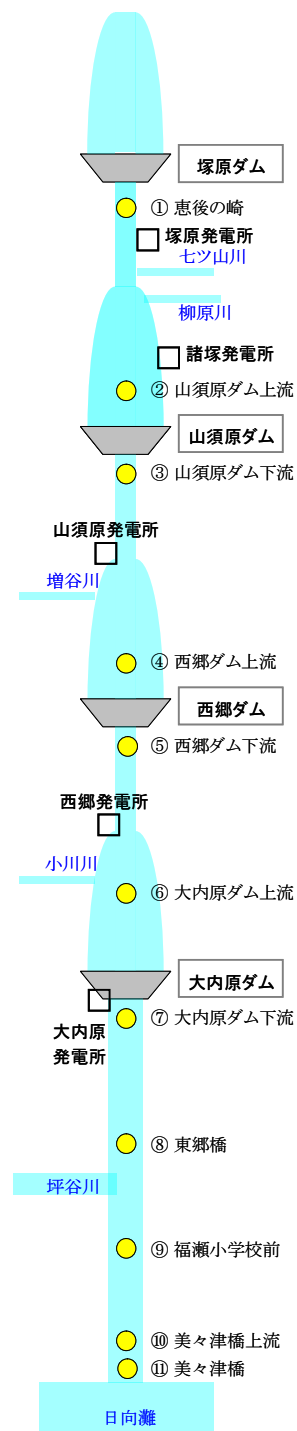 塚原ダム
① 恵後の崎
塚原発電所
七ツ山川
柳原川
諸塚発電所
② 山須原ダム上流
山須原ダム
③ 山須原ダム下流
山須原発電所
増谷川
④ 西郷ダム上流
西郷ダム
⑤ 西郷ダム下流
西郷発電所
小川川
⑥ 大内原ダム上流
大内原ダム
⑦ 大内原ダム下流
大内原
発電所
⑧ 東郷橋
坪谷川
⑨ 福瀬小学校前
⑩ 美々津橋上流
⑪ 美々津橋
日向灘